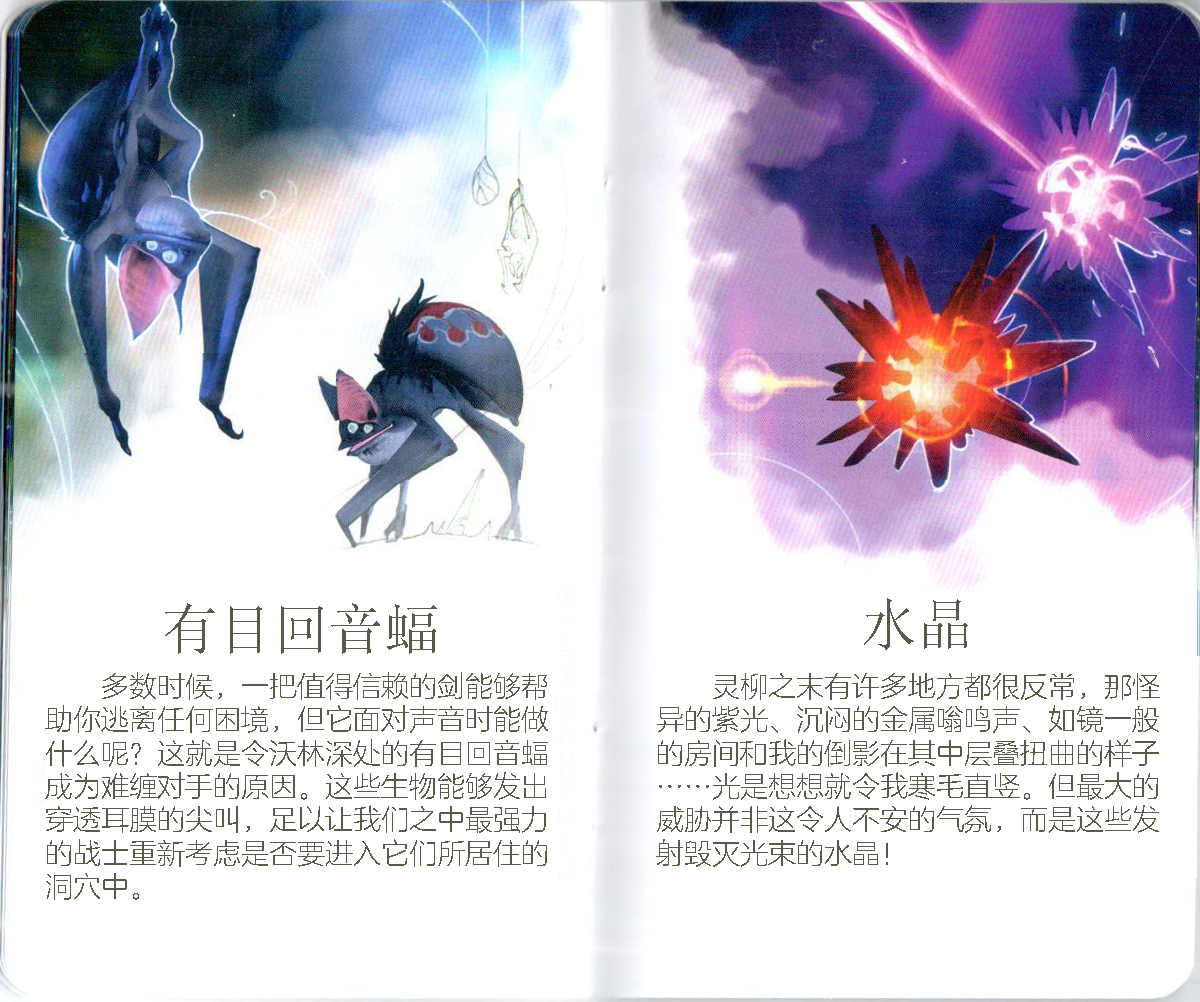 有目回音蝠
多数时候，一把值得信赖的剑能够帮
助你逃离任何困境，但它面对声音时能做
什么呢？这就是令沃林深处的有目回音蝠
成为难缠对手的原因。这些生物能够发出
穿透耳膜的尖叫，足以让我们之中最强力
的战士重新考虑是否要进入它们所居住的
洞穴中。
水晶
灵柳之末有许多地方都很反常，那怪
异的紫光、沉闷的金属嗡鸣声、如镜一般
的房间和我的倒影在其中层叠扭曲的样子
……光是想想就令我寒毛直竖。但最大的
威胁并非这令人不安的气氛，而是这些发
射毁灭光束的水晶！